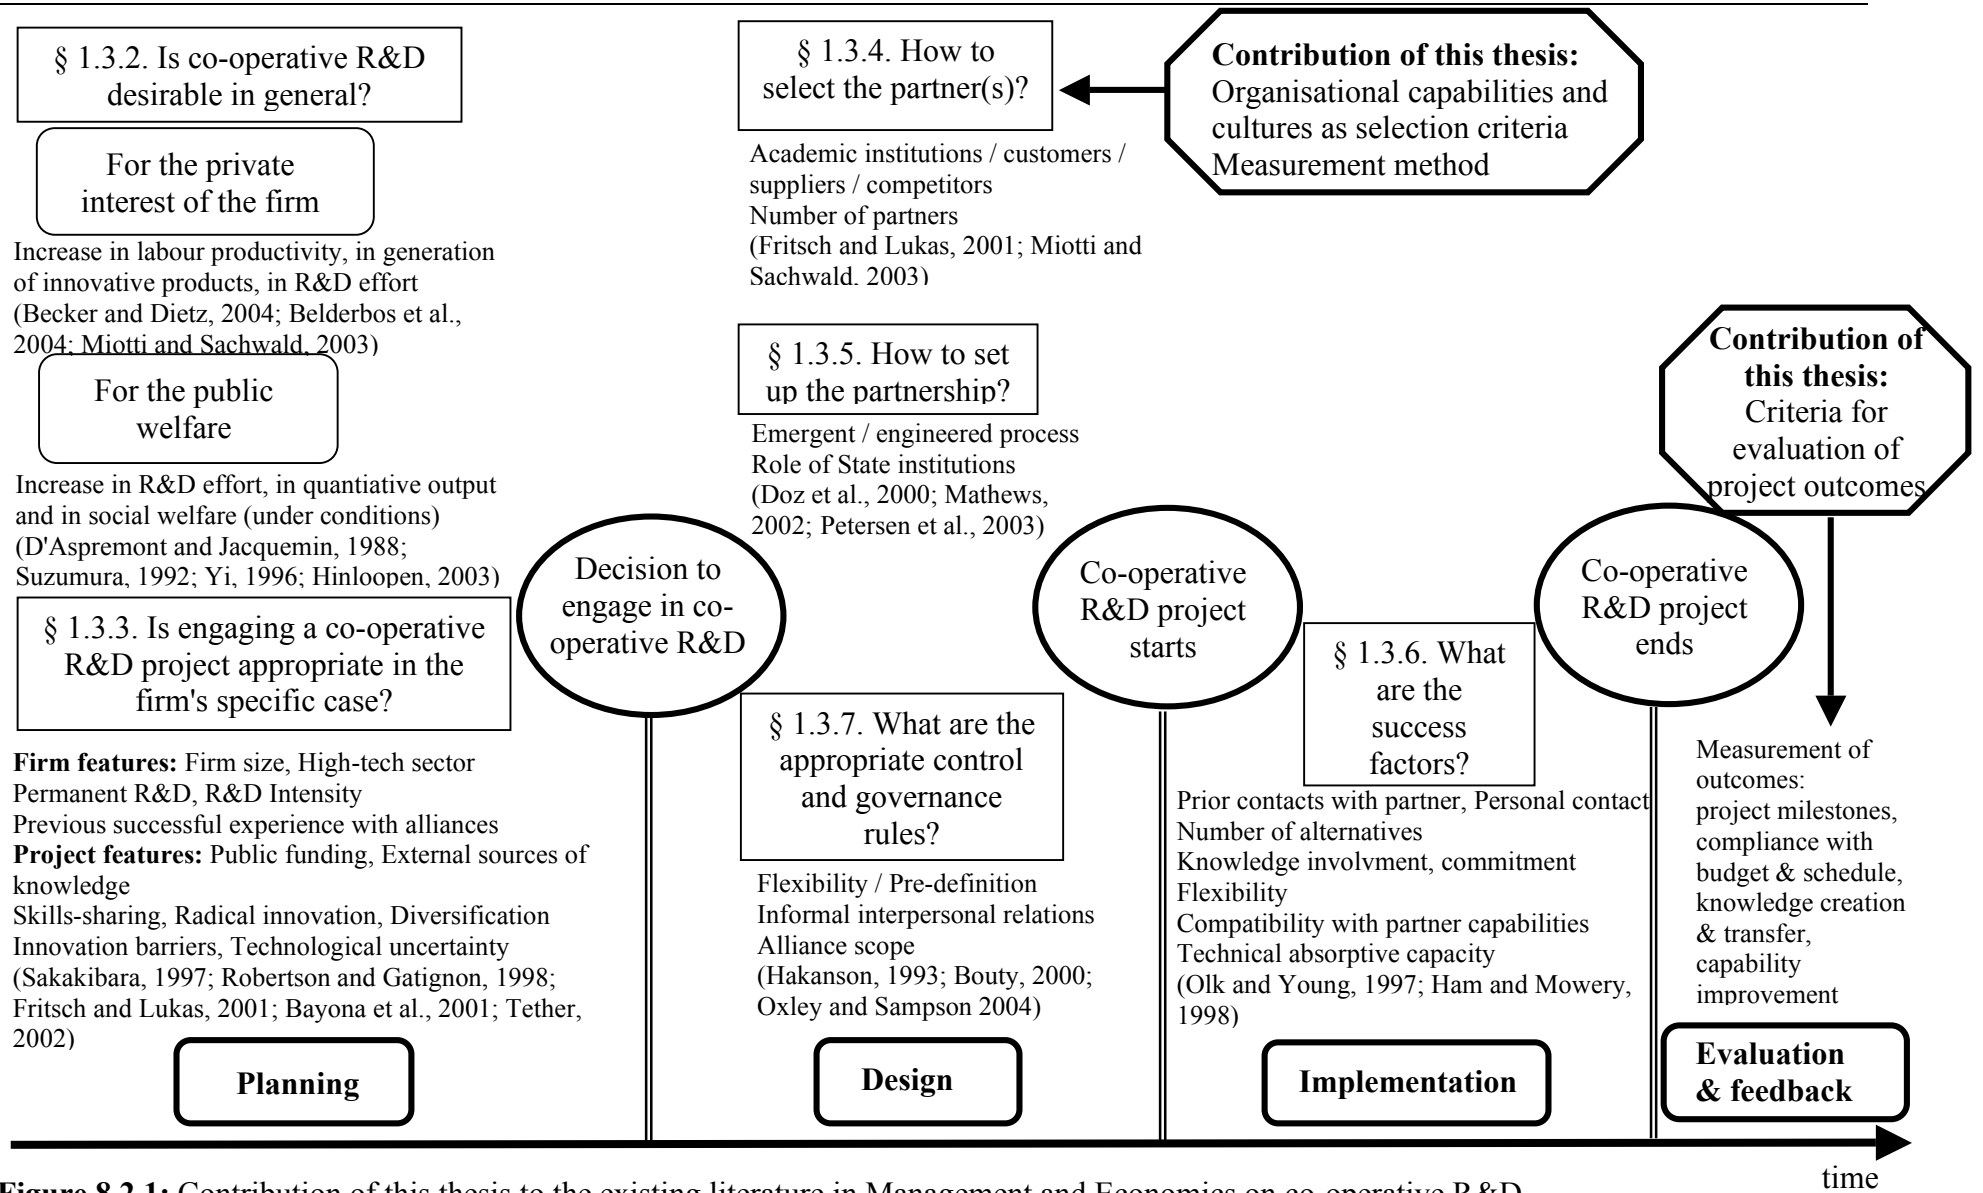 § 1.3.2. Is co-operative R&D
desirable in general?
For the private
interest of the firm
Increase in labour productivity, in generation
of innovative products, in R&D effort
(Becker and Dietz, 2004; Belderbos et al.,
2004; Miotti and Sachwald, 2003)
For the public
welfare
Increase in R&D effort, in quantiative output
and in social welfare (under conditions)
(D'Aspremont and Jacquemin, 1988;
Suzumura, 1992; Yi, 1996; Hinloopen, 2003)
§ 1.3.3. Is engaging a co-operative
R&D project appropriate in the
firm's specific case?
Firm features: Firm size, High-tech sector
Permanent R&D, R&D Intensity
Previous successful experience with alliances
Project features: Public funding, External sources of
knowledge
Skills-sharing, Radical innovation, Diversification
Innovation barriers, Technological uncertainty
(Sakakibara, 1997; Robertson and Gatignon, 1998;
Fritsch and Lukas, 2001; Bayona et al., 2001; Tether,
2002)
Planning
Decision to
engage in co-
operative R&D
§ 1.3.4. How to
select the partner(s)?
Academic institutions / customers /
suppliers / competitors
Number of partners
(Fritsch and Lukas, 2001; Miotti and
Sachwald, 2003)
Contribution of this thesis:
Organisational capabilities and
cultures as selection criteria
Measurement method
§ 1.3.5. How to set
up the partnership?
Emergent / engineered process
Role of State institutions
(Doz et al., 2000; Mathews,
2002; Petersen et al., 2003)
§ 1.3.7. What are the
appropriate control
and governance
rules?
Flexibility / Pre-definition
Informal interpersonal relations
Alliance scope
(Hakanson, 1993; Bouty, 2000;
Oxley and Sampson 2004)
Design
Co-operative
R&D project
starts
§ 1.3.6. What
are the
success
factors?
Prior contacts with partner, Personal contact
Number of alternatives
Knowledge involvment, commitment
Flexibility
Compatibility with partner capabilities
Technical absorptive capacity
(Olk and Young, 1997; Ham and Mowery,
1998)
Implementation
Co-operative
R&D project
ends
Contribution of
this thesis:
Criteria for
evaluation of
project outcomes
Measurement of
outcomes:
project milestones,
compliance with
budget & schedule,
knowledge creation
& transfer,
capability
improvement
Evaluation
& feedback
time
Figure 8.2.1: Contribution of this thesis to the existing literature in Management and Economics on co-operative R&D